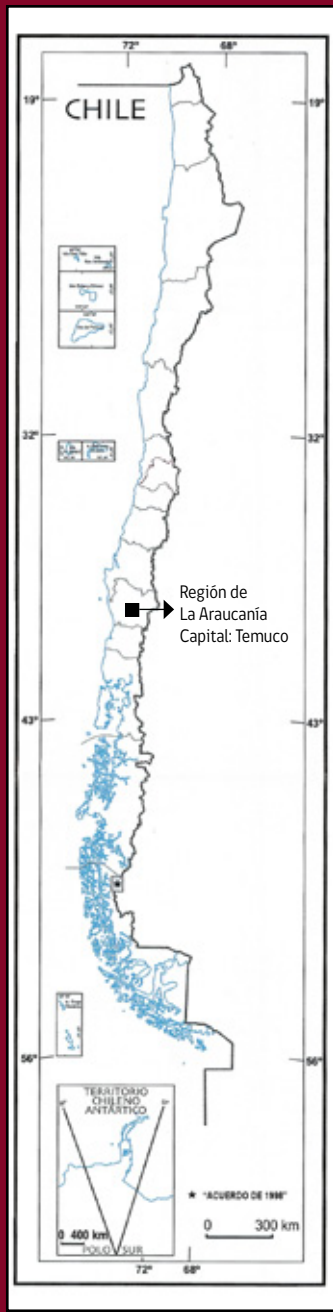 72° 68°
19° 19°
CHILE
32° 32°
Región de
La Araucanía
Capital: Temuco
43° 43°
56° 56°
TERRITORIO
CHILENO
ANTÁRTICO
0 400 km
POLO SUR
★ "ACUERDO DE 1998"
0 300 km
72° 68°